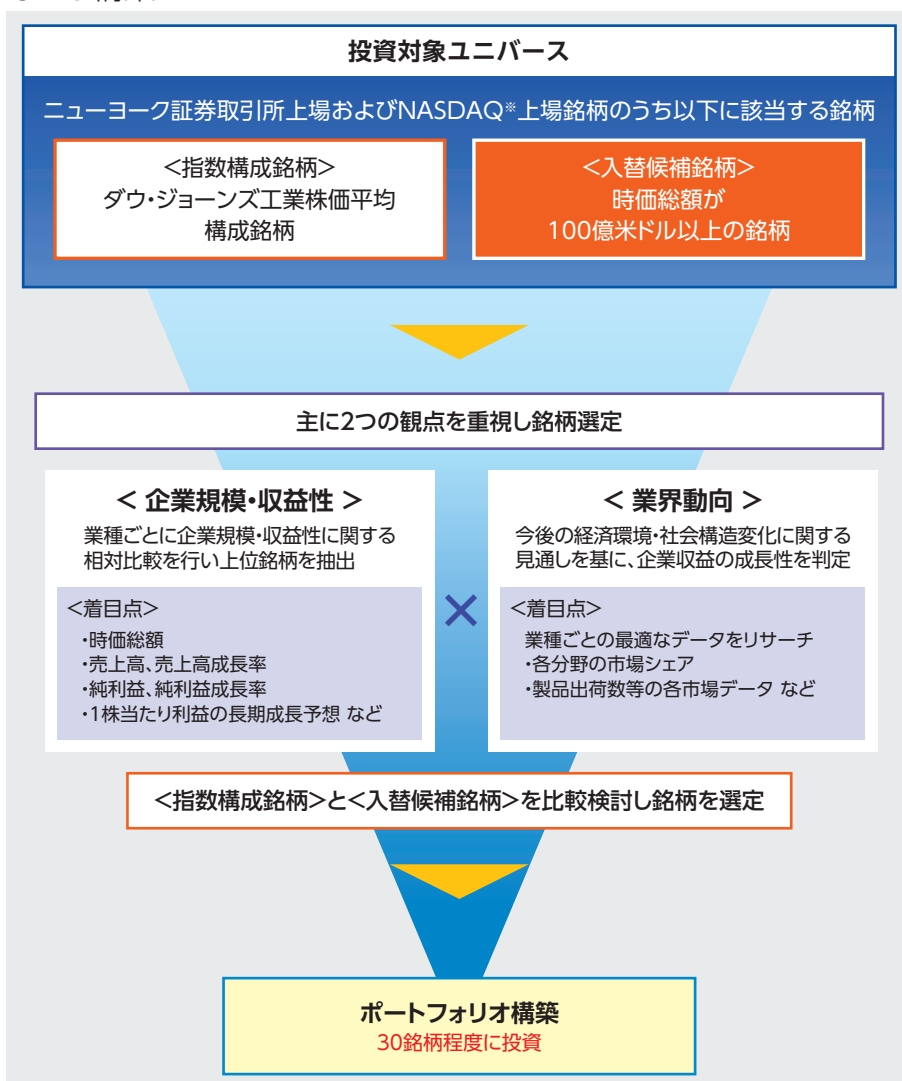 投資対象ユニバース
ニューヨーク証券取引所上場およびNASDAQ※上場銘柄のうち以下に該当する銘柄
＜指数構成銘柄＞
ダウ・ジョーンズ工業株価平均
構成銘柄
＜入替候補銘柄＞
時価総額が
100億米ドル以上の銘柄
主に2つの観点を重視し銘柄選定
＜ 企業規模・収益性 ＞
業種ごとに企業規模・収益性に関する
相対比較を行い上位銘柄を抽出
＜着目点＞
・時価総額
・売上高、売上高成長率
・純利益、純利益成長率
・1株当たり利益の長期成長予想 など
×
＜ 業界動向 ＞
今後の経済環境・社会構造変化に関する
見通しを基に、企業収益の成長性を判定
＜着目点＞
業種ごとの最適なデータをリサーチ
・各分野の市場シェア
・製品出荷数等の各市場データ など
＜指数構成銘柄＞と＜入替候補銘柄＞を比較検討し銘柄を選定
ポートフォリオ構築
30銘柄程度に投資